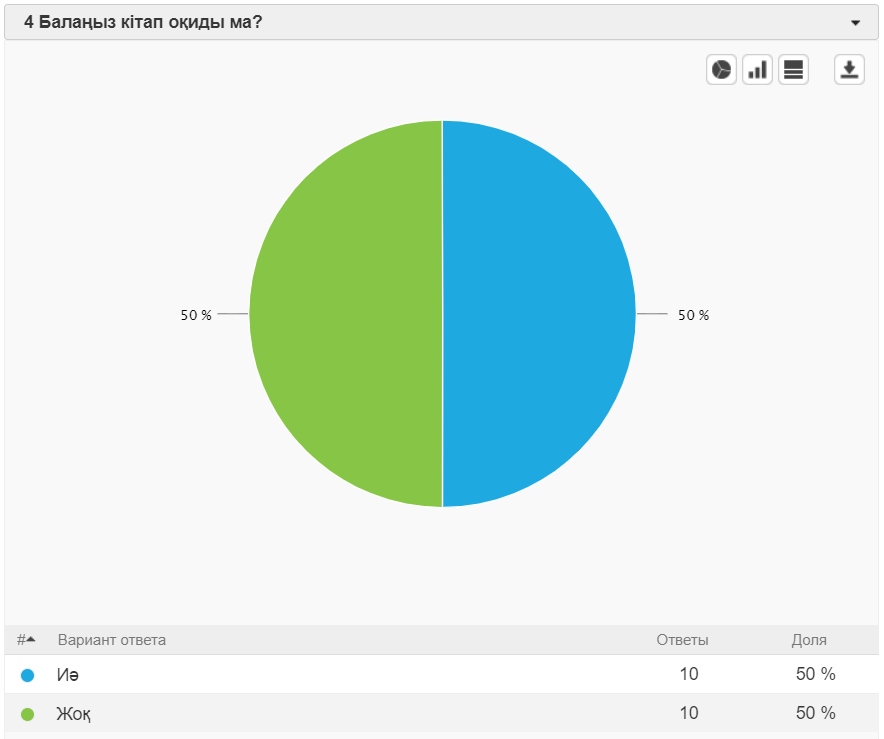 4 Балаңыз кітап оқиды ма?
50 % 50 %
# Вариант ответа Ответы Доля
Иә 10 50 %
Жоқ 10 50 %